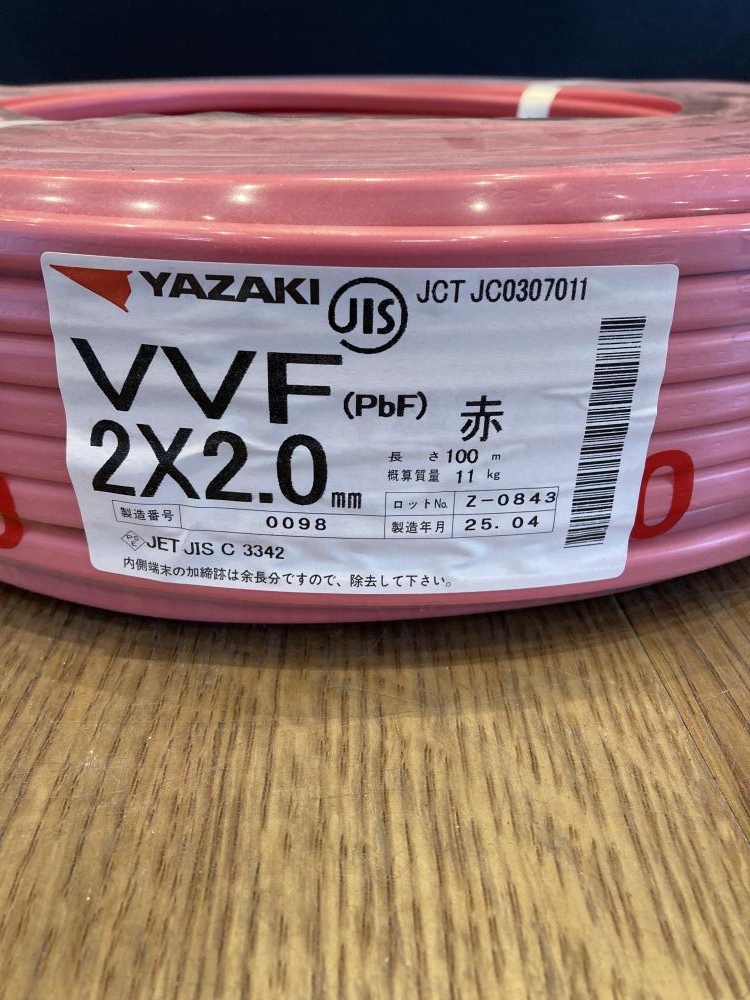 YAZAKI JIS JCT JC0307011
VVF (PbF) 赤
2X2.0mm
長さ 100 m
概算質量 11 kg
製造番号 0098
ロットNo. Z-0843
製造年月 25.04
PSE JET JIS C 3342
内側端末の加締跡は余長分ですので、除去して下さい。
0